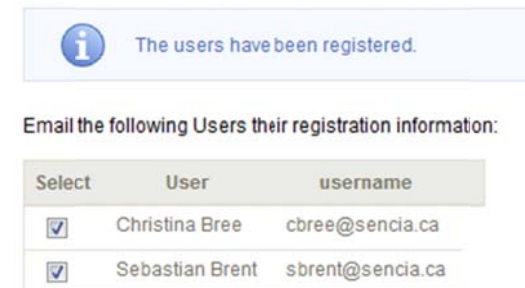 The users have been registered.
Email the following Users their registration information:
Select User username
Christina Bree cbree@sencia.ca
Sebastian Brent sbrent@sencia.ca